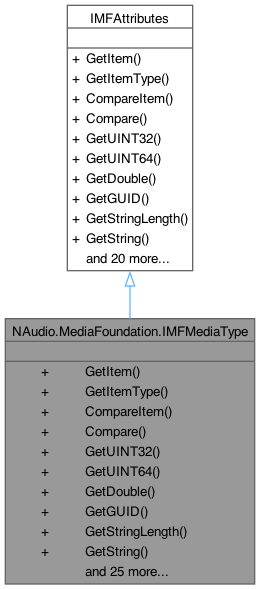 IMFAttributes
+ GetItem()
+ GetItemType()
+ CompareItem()
+ Compare()
+ GetUINT32()
+ GetUINT64()
+ GetDouble()
+ GetGUID()
+ GetStringLength()
+ GetString()
and 20 more...
NAudio.MediaFoundation.IMFMediaType
+ GetItem()
+ GetItemType()
+ CompareItem()
+ Compare()
+ GetUINT32()
+ GetUINT64()
+ GetDouble()
+ GetGUID()
+ GetStringLength()
+ GetString()
and 25 more...